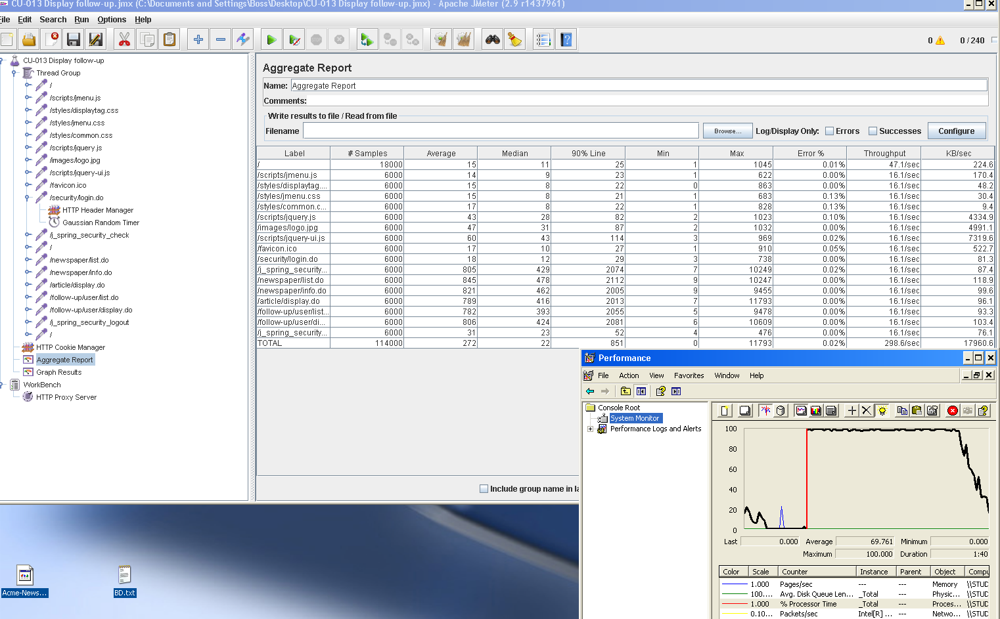 CU-013 Display follow-up.jmx (C:\Documents and Settings\Boss\Desktop\CU-013 Display follow-up.jmx) - Apache JMeter (2.9 r1437961)
File Edit Search Run Options Help
0 0 / 240
CU-013 Display follow-up
Thread Group
/
/scripts/jmenu.js
/styles/displaytag.css
/styles/jmenu.css
/styles/common.css
/scripts/jquery.js
/images/logo.jpg
/scripts/jquery-ui.js
/favicon.ico
/security/login.do
HTTP Header Manager
Gaussian Random Timer
/j_spring_security_check
/
/newspaper/list.do
/newspaper/info.do
/article/display.do
/follow-up/user/list.do
/follow-up/user/display.do
/j_spring_security_logout
/
HTTP Cookie Manager
Aggregate Report
Graph Results
WorkBench
HTTP Proxy Server
Aggregate Report
Name: Aggregate Report
Comments:
Write results to file / Read from file
Filename Browse... Log/Display Only: Errors Successes Configure
Label # Samples Average Median 90% Line Min Max Error % Throughput KB/sec
/ 18000 15 11 25 1 1045 0.01% 47.1/sec 224.6
/scripts/jmenu.js 6000 14 9 23 1 622 0.00% 16.1/sec 170.4
/styles/displaytag.... 6000 15 8 22 0 863 0.00% 16.1/sec 48.2
/styles/jmenu.css 6000 15 8 21 1 683 0.13% 16.1/sec 30.4
/styles/common.c... 6000 17 8 22 1 828 0.13% 16.1/sec 9.4
/scripts/jquery.js 6000 43 28 82 2 1023 0.10% 16.1/sec 4334.9
/images/logo.jpg 6000 47 31 87 2 1032 0.00% 16.1/sec 4991.1
/scripts/jquery-ui.js 6000 60 43 114 3 969 0.02% 16.1/sec 7319.6
/favicon.ico 6000 17 10 27 1 910 0.05% 16.1/sec 522.7
/security/login.do 6000 18 12 29 3 738 0.00% 16.1/sec 81.3
/j_spring_security... 6000 805 429 2074 7 10249 0.02% 16.1/sec 87.4
/newspaper/list.do 6000 845 478 2112 9 10247 0.00% 16.1/sec 118.9
/newspaper/info.do 6000 821 462 2005 9 9455 0.00% 16.1/sec 99.6
/article/display.do 6000 789 416 2013 7 11793 0.00% 16.1/sec 96.1
/follow-up/user/list... 6000 782 393 2055 5 9478 0.00% 16.1/sec 93.3
/follow-up/user/di... 6000 806 424 2081 6 10609 0.00% 16.1/sec 103.4
/j_spring_security... 6000 31 23 52 4 476 0.00% 16.1/sec 76.1
TOTAL 114000 272 22 851 0 11793 0.02% 298.6/sec 17960.6
Include group name in la
Performance
File Action View Favorites Window Help
Console Root
System Monitor
Performance Logs and Alerts
100
80
60
40
20
0
Last 0.000 Average 69.761 Minimum 0.000
Maximum 100.000 Duration 1:40
Color Scale Counter Instance Parent Object Compu
1.000 Pages/sec --- --- Memory \\STUD
100.... Avg. Disk Queue Len... _Total --- Physic... \\STUD
1.000 % Processor Time _Total --- Proces... \\STUD
0.10... Packets/sec Intel[R] ... --- Netwo... \\STUD
Acme-News...
BD.txt